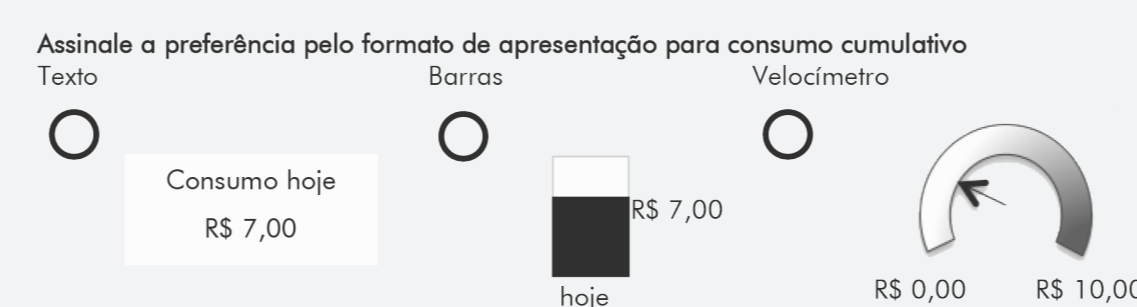 Assinale a preferência pelo formato de apresentação para consumo cumulativo
Texto
Barras
Velocímetro
Consumo hoje
R$ 7,00
R$ 7,00
hoje
R$ 0,00
R$ 10,00